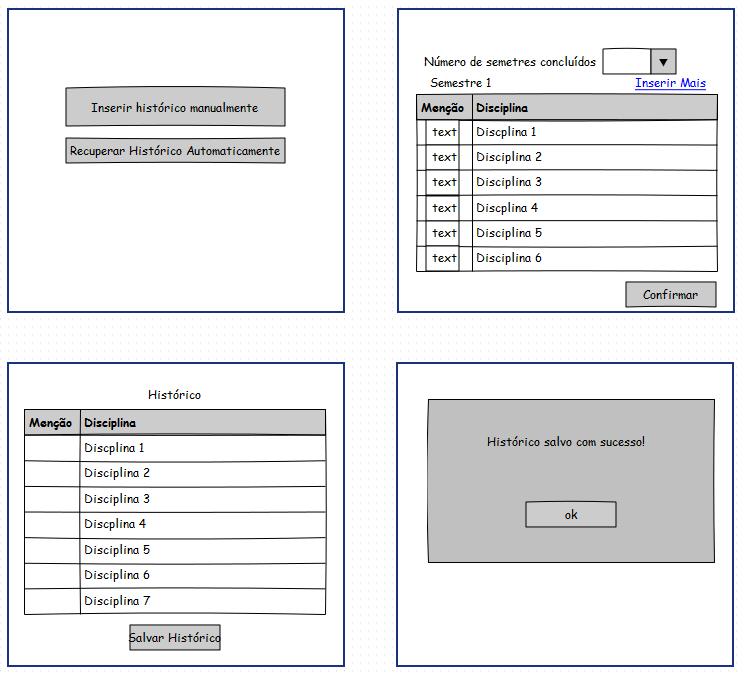 Inserir histórico manualmente
Recuperar Histórico Automaticamente
Número de semetres concluídos ▼
Semestre 1 Inserir Mais
Menção Disciplina
text Discplina 1
text Disciplina 2
text Disciplina 3
text Discplina 4
text Disciplina 5
text Disciplina 6
Confirmar
Histórico
Menção Disciplina
Discplina 1
Disciplina 2
Disciplina 3
Discplina 4
Disciplina 5
Disciplina 6
Disciplina 7
Salvar Histórico
Histórico salvo com sucesso!
ok